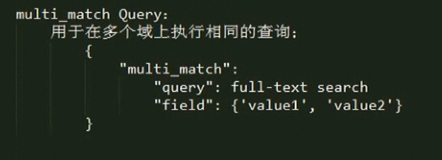 multi_match Query:
用于在多个域上执行相同的查询:
{
"multi_match":
"query": full-text search
"field": {'value1', 'value2'}
}